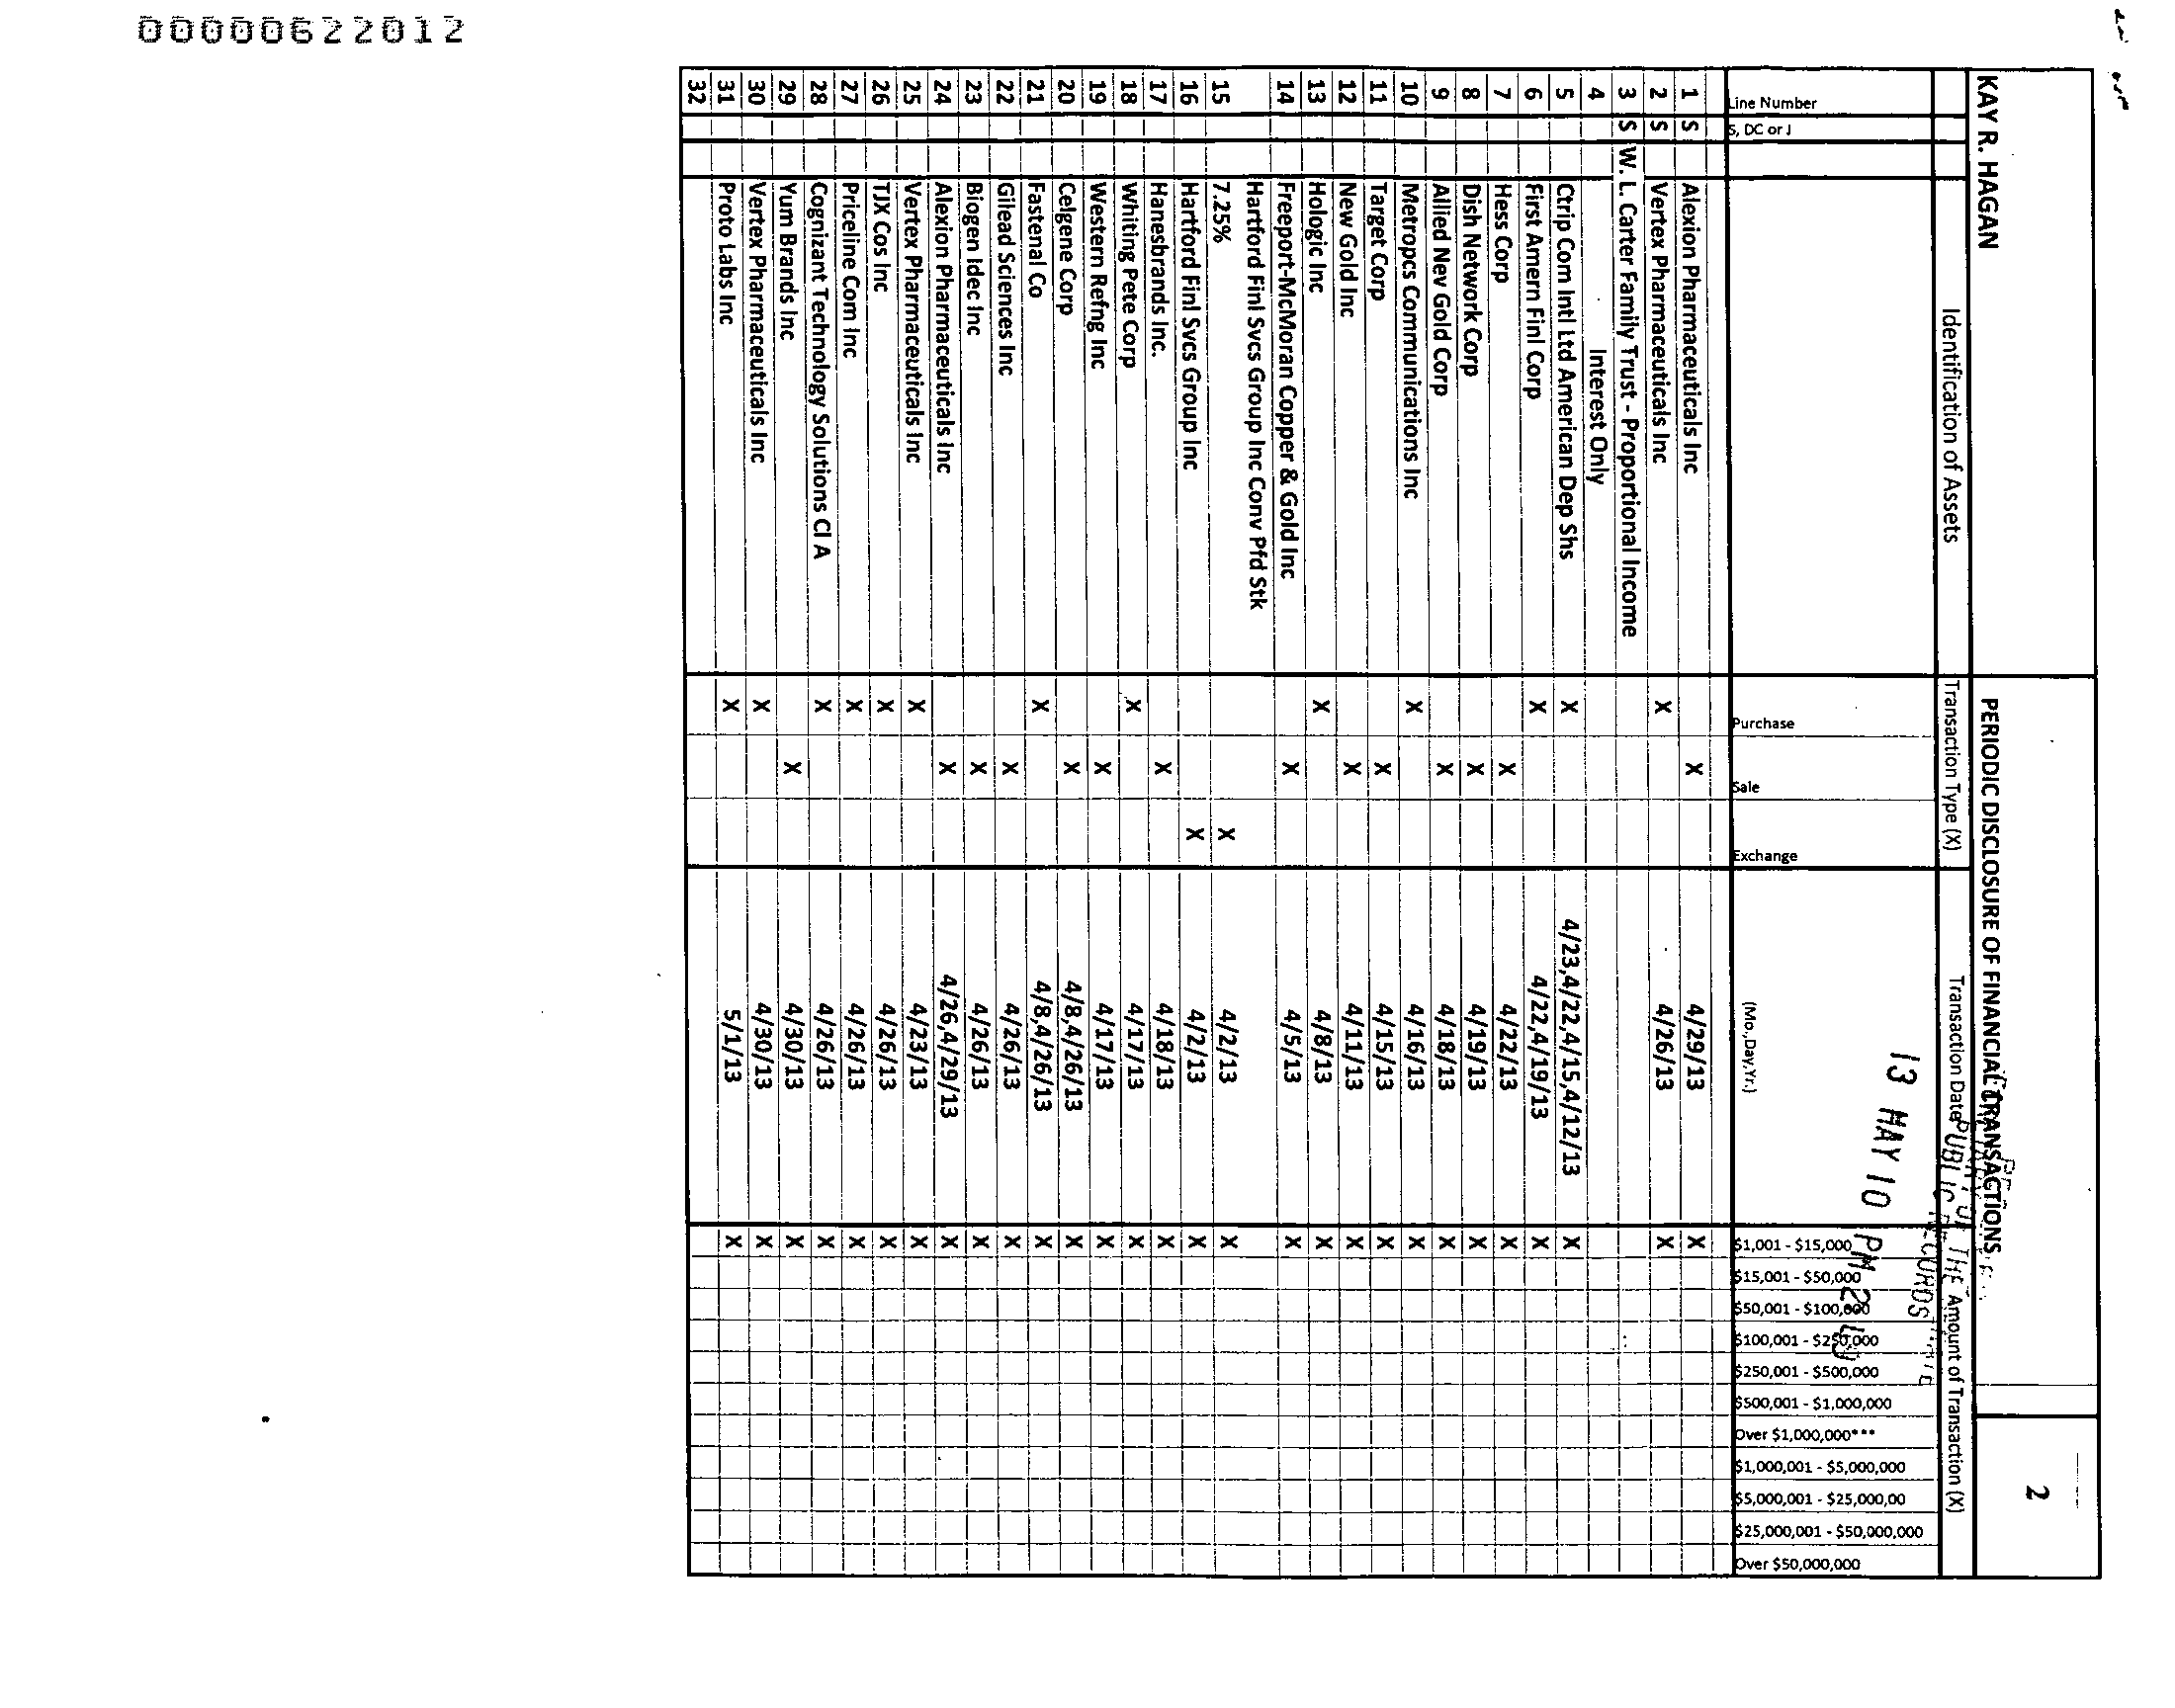 00000622012
KAY R. HAGAN PERIODIC DISCLOSURE OF FINANCIAL TRANSACTIONS 2
Identification of Assets Transaction Type (X) Transaction Date Amount of Transaction (X)
PUBLIC
13 MAY 10 PM 2:
Line Number S, DC or J Purchase Sale Exchange (Mo.,Day,Yr.) $1,001 - $15,000 $15,001 - $50,000 $50,001 - $100,000 $100,001 - $250,000 $250,001 - $500,000 $500,001 - $1,000,000 Over $1,000,000*** $1,000,001 - $5,000,000 $5,000,001 - $25,000,00 $25,000,001 - $50,000,000 Over $50,000,000
1 S Alexion Pharmaceuticals Inc X 4/29/13 X
2 S Vertex Pharmaceuticals Inc X 4/26/13 X
3 S W. L Carter Family Trust - Proportional Income
4 Interest Only
5 Ctrip Com Intl Ltd American Dep Shs X 4/23,4/22,4/15,4/12/13 X
6 First Amern Finl Corp X 4/22,4/19/13 X
7 Hess Corp X 4/22/13 X
8 Dish Network Corp X 4/19/13 X
9 Allied Nev Gold Corp X 4/18/13 X
10 Metropcs Communications Inc X 4/16/13 X
11 Target Corp X 4/15/13 X
12 New Gold Inc X 4/11/13 X
13 Hologic Inc X 4/8/13 X
14 Freeport-McMoran Copper & Gold Inc X 4/5/13 X
Hartford Finl Svcs Group Inc Conv Pfd Stk
15 7.25% X 4/2/13 X
16 Hartford Finl Svcs Group Inc X 4/2/13 X
17 Hanesbrands Inc. X 4/18/13 X
18 Whiting Pete Corp X 4/17/13 X
19 Western Refng Inc X 4/17/13 X
20 Celgene Corp X 4/8,4/26/13 X
21 Fastenal Co X 4/8,4/26/13 X
22 Gilead Sciences Inc X 4/26/13 X
23 Biogen Idec Inc X 4/26/13 X
24 Alexion Pharmaceuticals Inc X 4/26,4/29/13 X
25 Vertex Pharmaceuticals Inc X 4/23/13 X
26 TJX Cos Inc X 4/26/13 X
27 Priceline Com Inc X 4/26/13 X
28 Cognizant Technology Solutions Cl A X 4/26/13 X
29 Yum Brands Inc X 4/30/13 X
30 Vertex Pharmaceuticals Inc X 4/30/13 X
31 Proto Labs Inc X 5/1/13 X
32